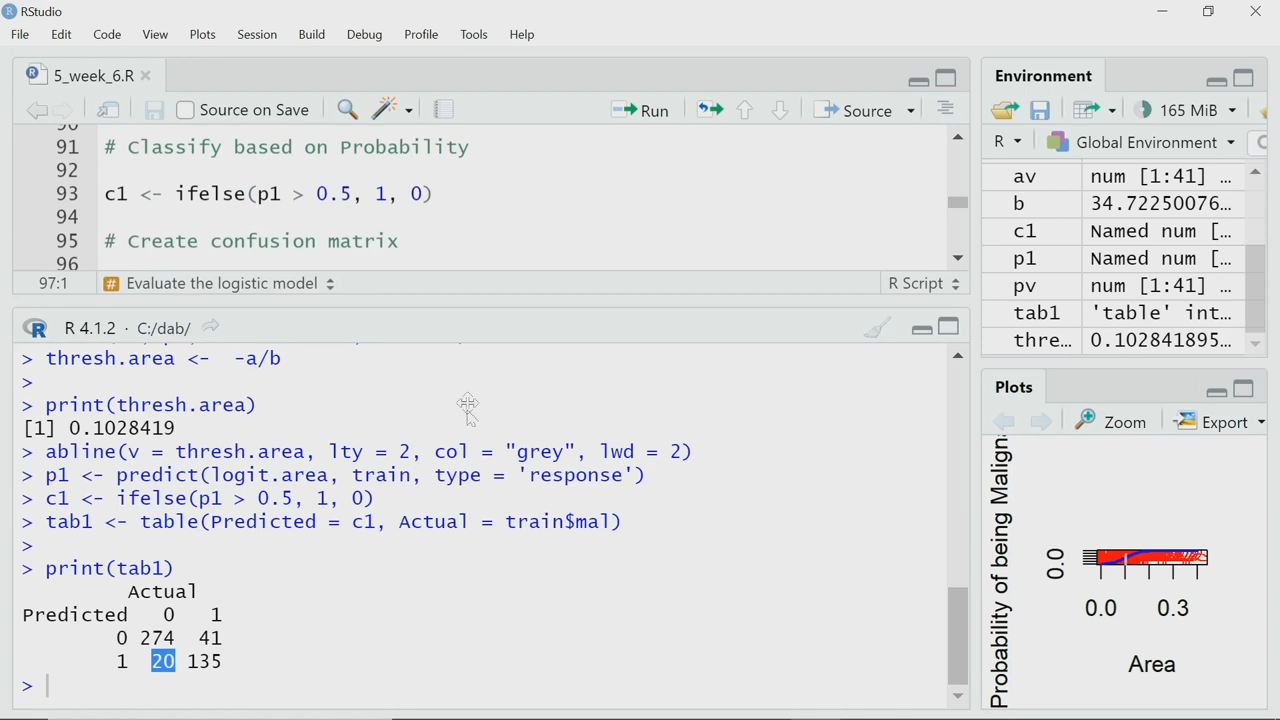 RStudio
File Edit Code View Plots Session Build Debug Profile Tools Help
5_week_6.R
Source on Save Run Source
91 # Classify based on Probability
92
93 c1 <- ifelse(p1 > 0.5, 1, 0)
94
95 # Create confusion matrix
96
97:1 # Evaluate the logistic model R Script
R 4.1.2 · C:/dab/
> thresh.area <-  -a/b
>
> print(thresh.area)
[1] 0.1028419
> abline(v = thresh.area, lty = 2, col = "grey", lwd = 2)
> p1 <- predict(logit.area, train, type = 'response')
> c1 <- ifelse(p1 > 0.5, 1, 0)
> tab1 <- table(Predicted = c1, Actual = train$mal)
>
> print(tab1)
Actual
Predicted 0 1
0 274 41
1 20 135
>
Environment
165 MiB
R Global Environment
av num [1:41] ...
b 34.72250076...
c1 Named num [...
p1 Named num [...
pv num [1:41] ...
tab1 'table' int...
thre... 0.102841895...
Plots
Zoom Export
Probability of being Malign
0.0
0.0 0.3
Area